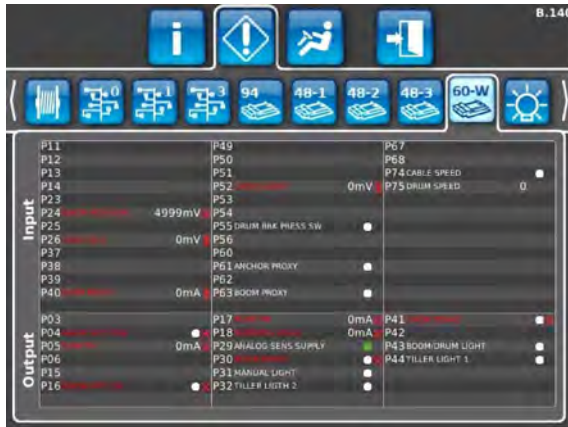 B.140
0
1
3
94
48-1
48-2
48-3
60-W
Input
P11
P12
P13
P14
P23
P24 4999mV
P25
P26 0mV
P37
P38
P39
P40 0mA
P49
P50
P51
P52 0mV
P53
P54
P55 DRUM BRK PRESS SW
P56
P60
P61 ANCHOR PROXY
P62
P63 BOOM PROXY
P67
P68
P74 CABLE SPEED
P75 DRUM SPEED 0
Output
P03
P04
P05 0mA
P06
P15
P16
P17 0mA
P18 0mA
P29 ANALOG SENS SUPPLY
P30
P31 MANUAL LIGHT
P32 TILLER LIGTH 2
P41
P42
P43 BOOM/DRUM LIGHT
P44 TILLER LIGHT 1